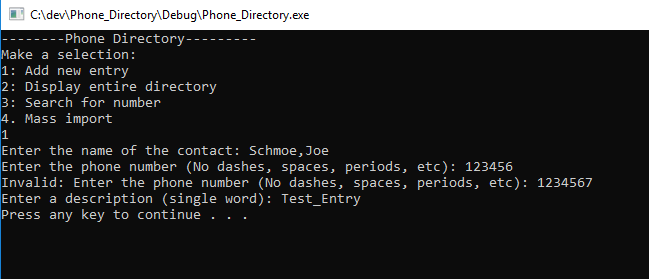 C:\dev\Phone_Directory\Debug\Phone_Directory.exe
--------Phone Directory---------
Make a selection:
1: Add new entry
2: Display entire directory
3: Search for number
4. Mass import
1
Enter the name of the contact: Schmoe,Joe
Enter the phone number (No dashes, spaces, periods, etc): 123456
Invalid: Enter the phone number (No dashes, spaces, periods, etc): 1234567
Enter a description (single word): Test_Entry
Press any key to continue . . .